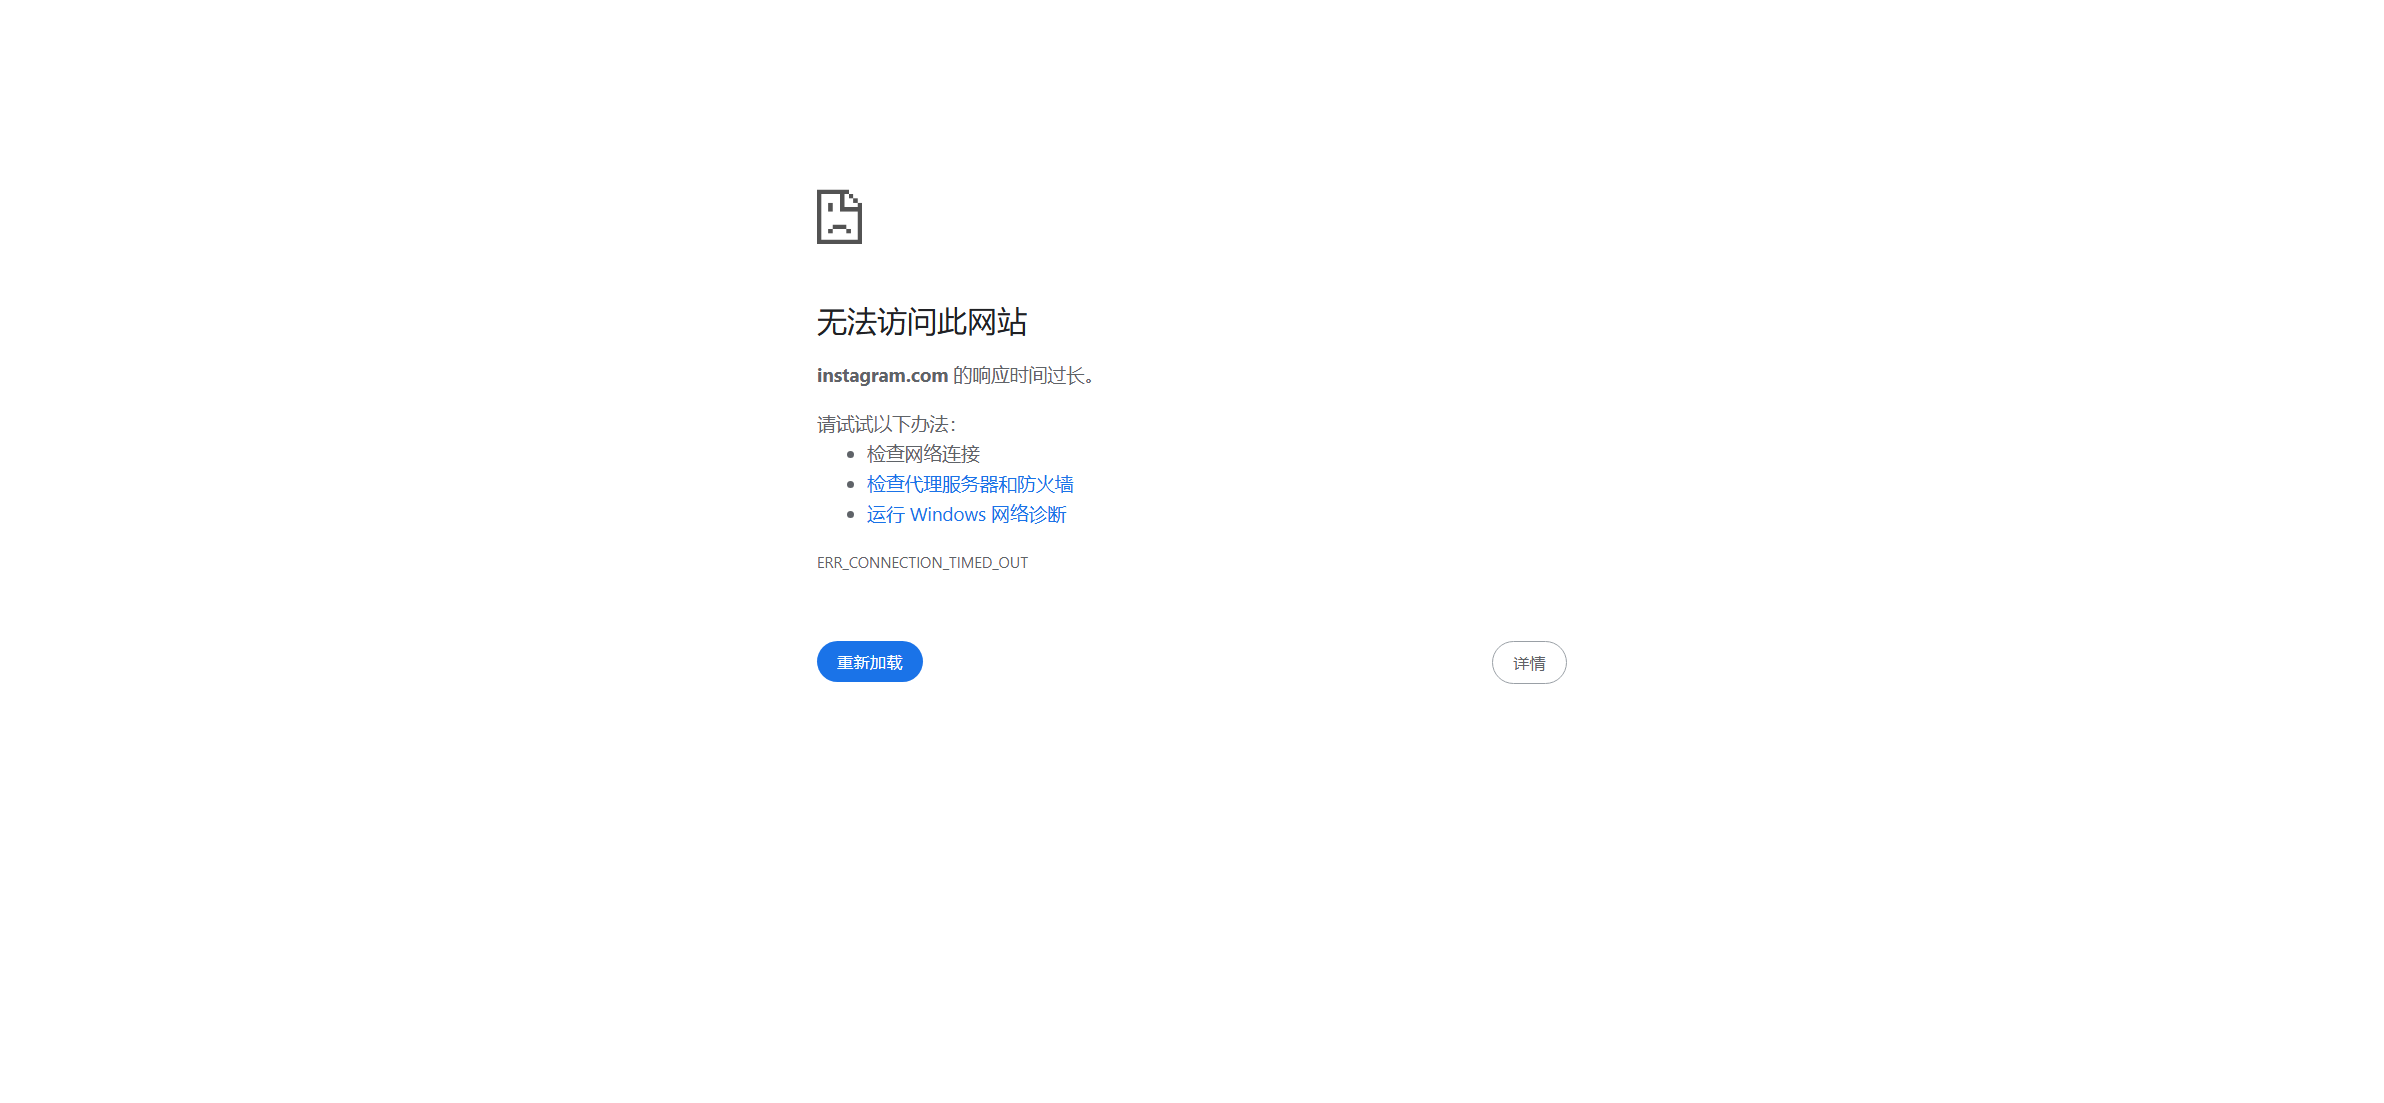 无法访问此网站
instagram.com 的响应时间过长。
请试试以下办法：
检查网络连接
检查代理服务器和防火墙
运行 Windows 网络诊断
ERR_CONNECTION_TIMED_OUT
重新加载
详情